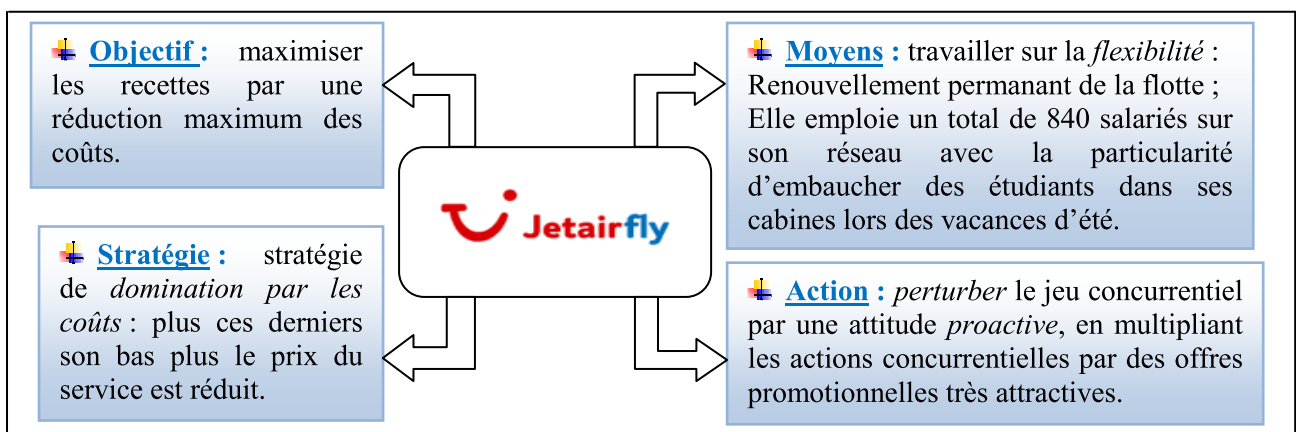 Objectif : maximiser
les recettes par une
réduction maximum des
coûts.
Moyens : travailler sur la flexibilité :
Renouvellement permanant de la flotte ;
Elle emploie un total de 840 salariés sur
son réseau avec la particularité
d’embaucher des étudiants dans ses
cabines lors des vacances d’été.
Jetairfly
Stratégie : stratégie
de domination par les
coûts : plus ces derniers
son bas plus le prix du
service est réduit.
Action : perturber le jeu concurrentiel
par une attitude proactive, en multipliant
les actions concurrentielles par des offres
promotionnelles très attractives.